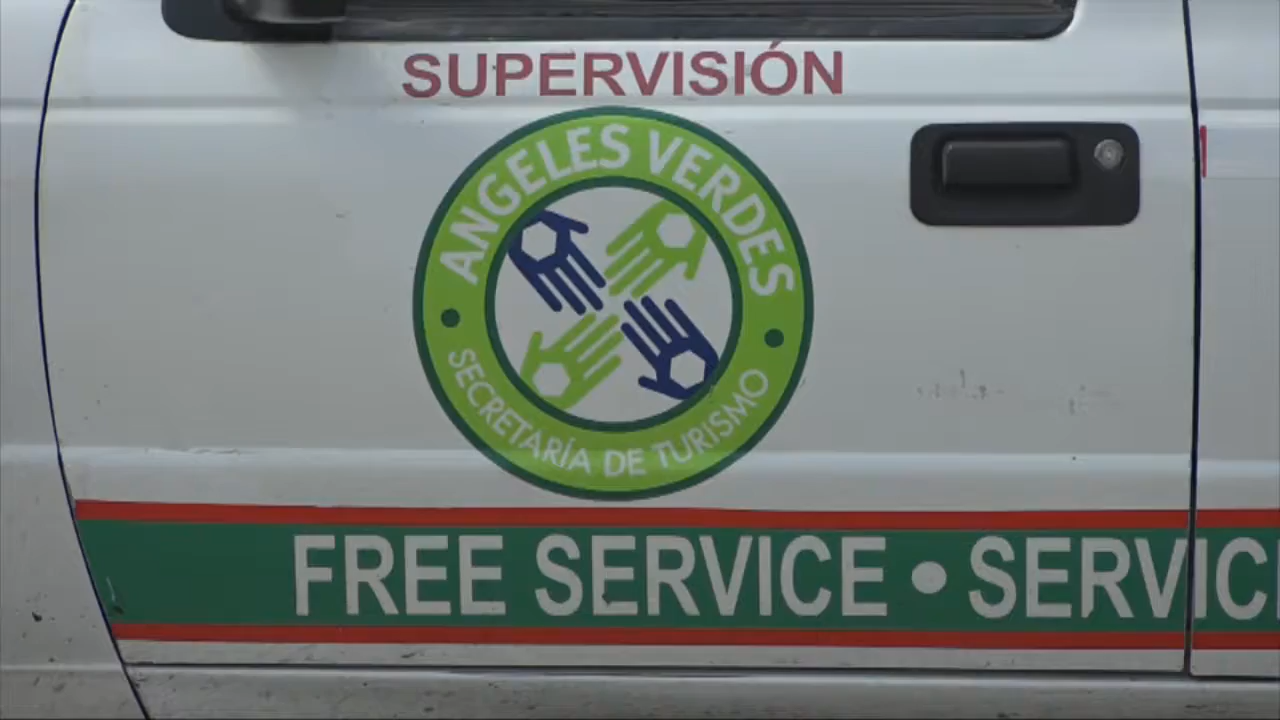 SUPERVISIÓN
ANGELES VERDES
SECRETARÍA DE TURISMO
FREE SERVICE • SERVIC